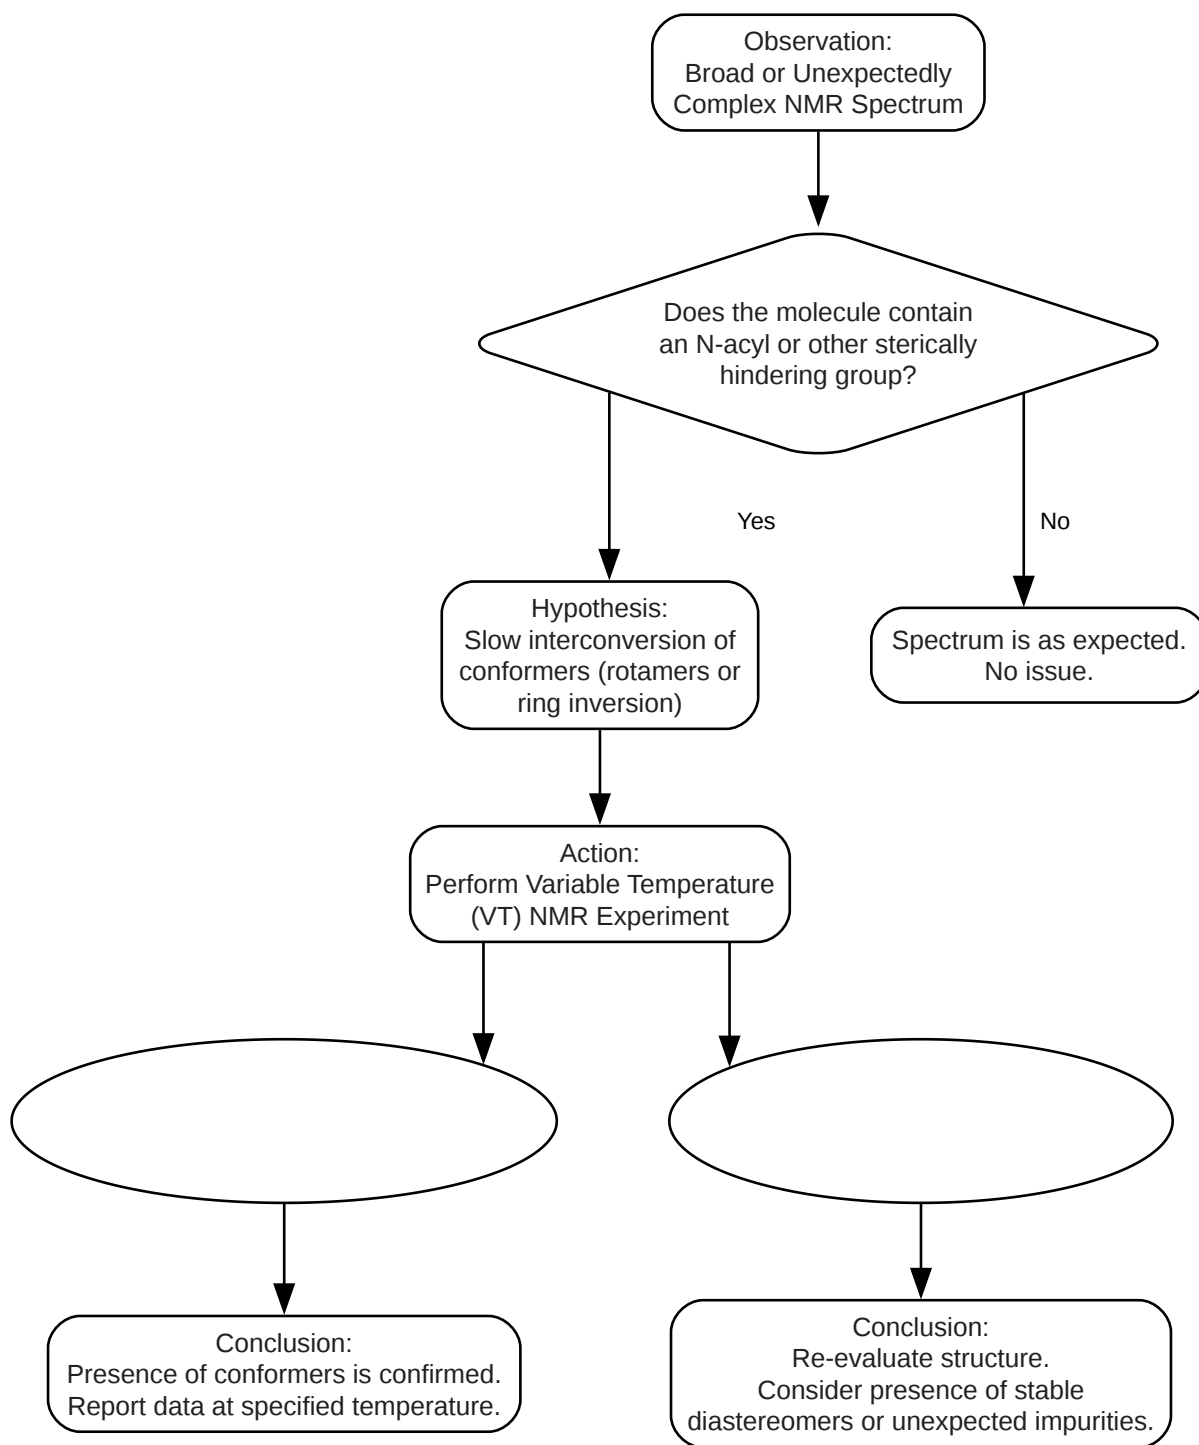 Observation:
Broad or Unexpectedly
Complex NMR Spectrum
Does the molecule contain
an N-acyl or other sterically
hindering group?
Yes
No
Hypothesis:
Slow interconversion of
conformers (rotamers or
ring inversion)
Spectrum is as expected.
No issue.
Action:
Perform Variable Temperature
(VT) NMR Experiment
Conclusion:
Presence of conformers is confirmed.
Report data at specified temperature.
Conclusion:
Re-evaluate structure.
Consider presence of stable
diastereomers or unexpected impurities.